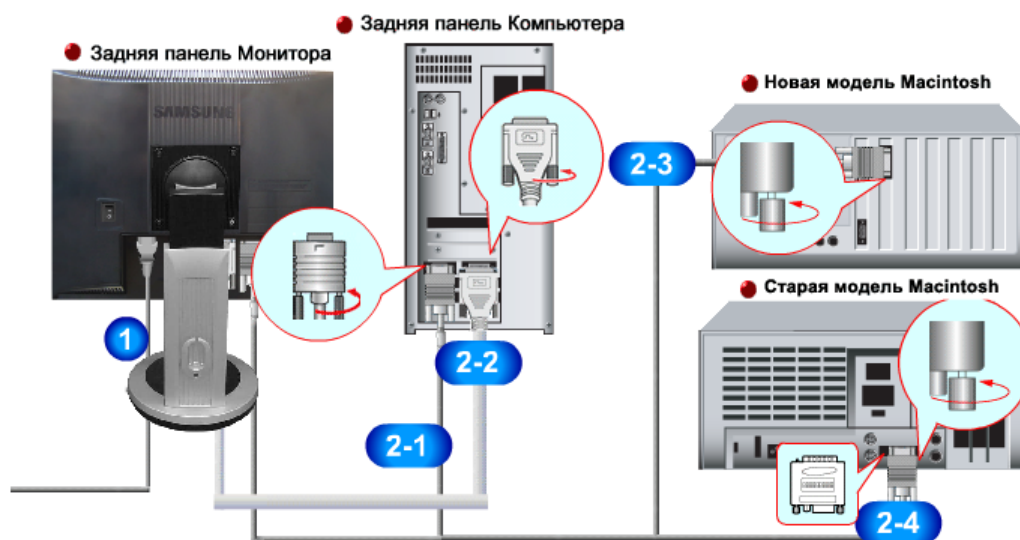 Задняя панель Компьютера
Задняя панель Монитора
Новая модель Macintosh
SAMSUNG
2-3
Старая модель Macintosh
1
2-2
2-1
2-4